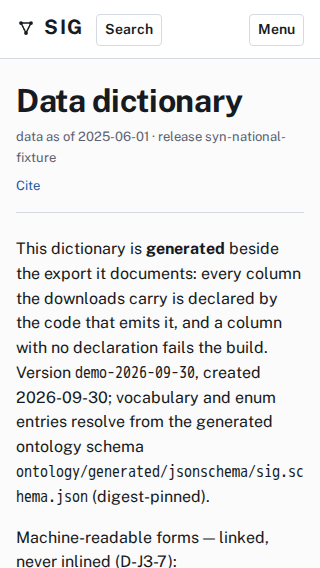 SIG
Search
Menu
Data dictionary
data as of 2025-06-01 · release syn-national-
fixture
Cite
This dictionary is generated beside
the export it documents: every column
the downloads carry is declared by
the code that emits it, and a column
with no declaration fails the build.
Version demo-2026-09-30, created
2026-09-30; vocabulary and enum
entries resolve from the generated
ontology schema
ontology/generated/jsonschema/sig.sc
hema.json (digest-pinned).
Machine-readable forms — linked,
never inlined (D-J3-7):